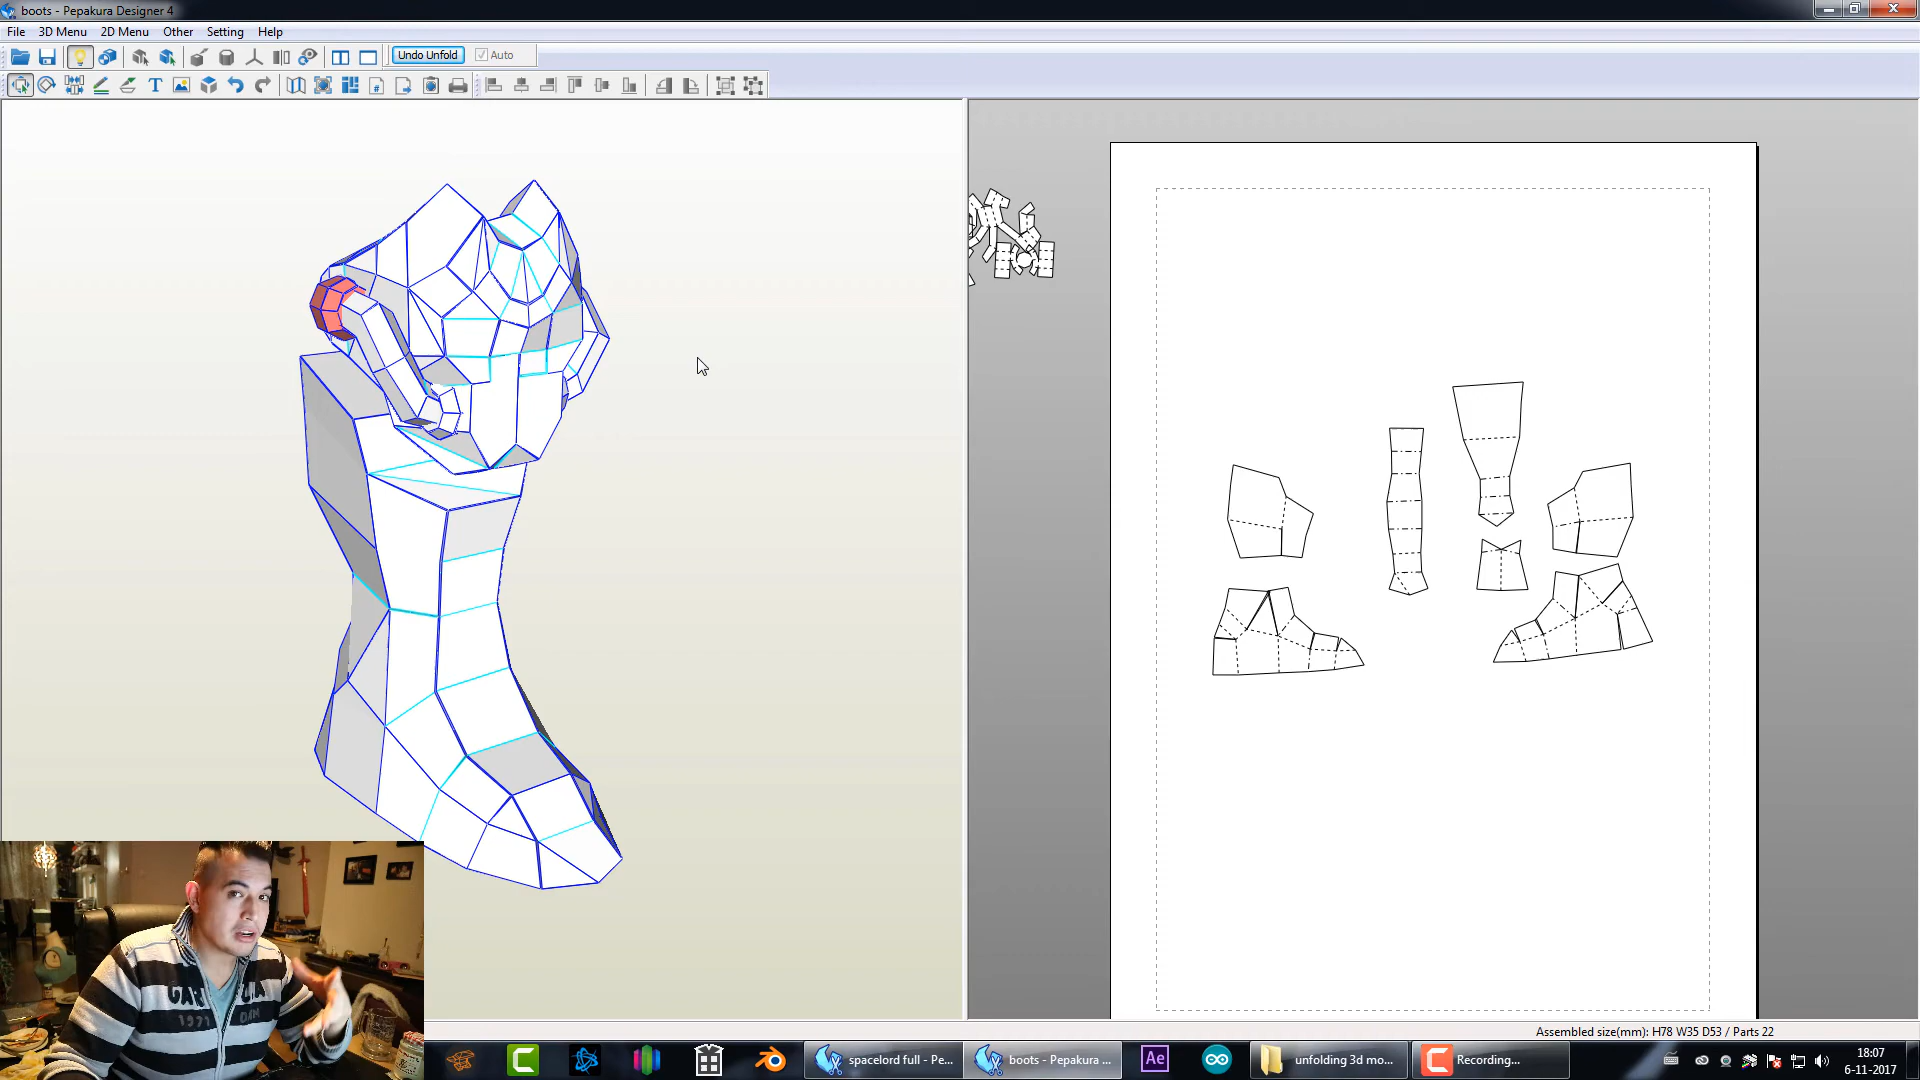 boots - Pepakura Designer 4
File 3D Menu 2D Menu Other Setting Help
Undo Unfold Auto
Assembled size(mm): H78 W35 D53 / Parts 22
spacelord full - Pe...
boots - Pepakura ...
Ae
unfolding 3d mo...
Recording...
18:07
6-11-2017